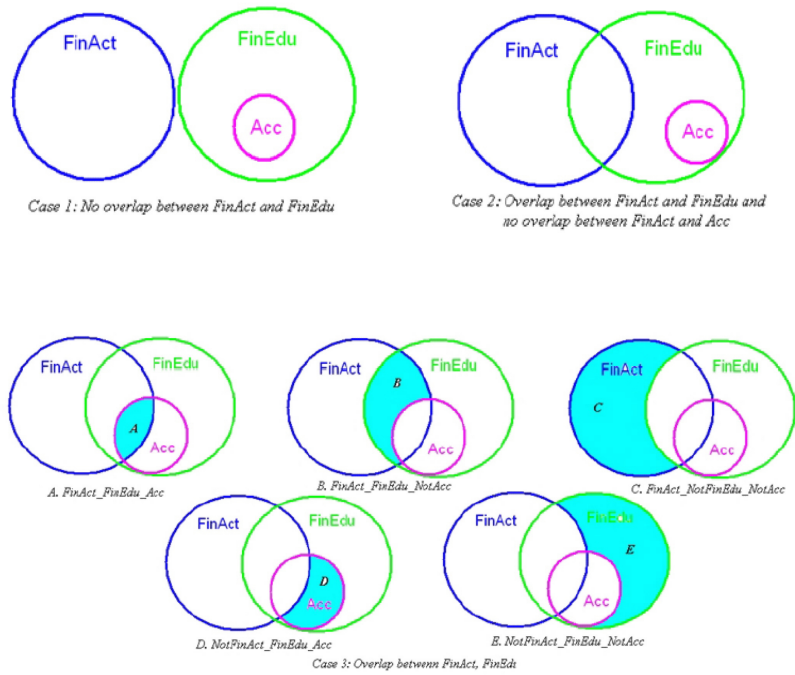 FinAct
FinEdu
Acc
Case 1: No overlap between FinAct and FinEdu
FinAct
FinEdu
Acc
Case 2: Overlap between FinAct and FinEdu and
no overlap between FinAct and Acc
FinAct
FinEdu
A
Acc
A. FinAct_FinEdu_Acc
FinAct
FinEdu
B
Acc
B. FinAct_FinEdu_NotAcc
FinAct
FinEdu
C
Acc
C. FinAct_NotFinEdu_NotAcc
FinAct
FinEdu
D
Acc
D. NotFinAct_FinEdu_Acc
FinAct
FinEdu
E
Acc
E. NotFinAct_FinEdu_NotAcc
Case 3: Overlap betwenn FinAct,